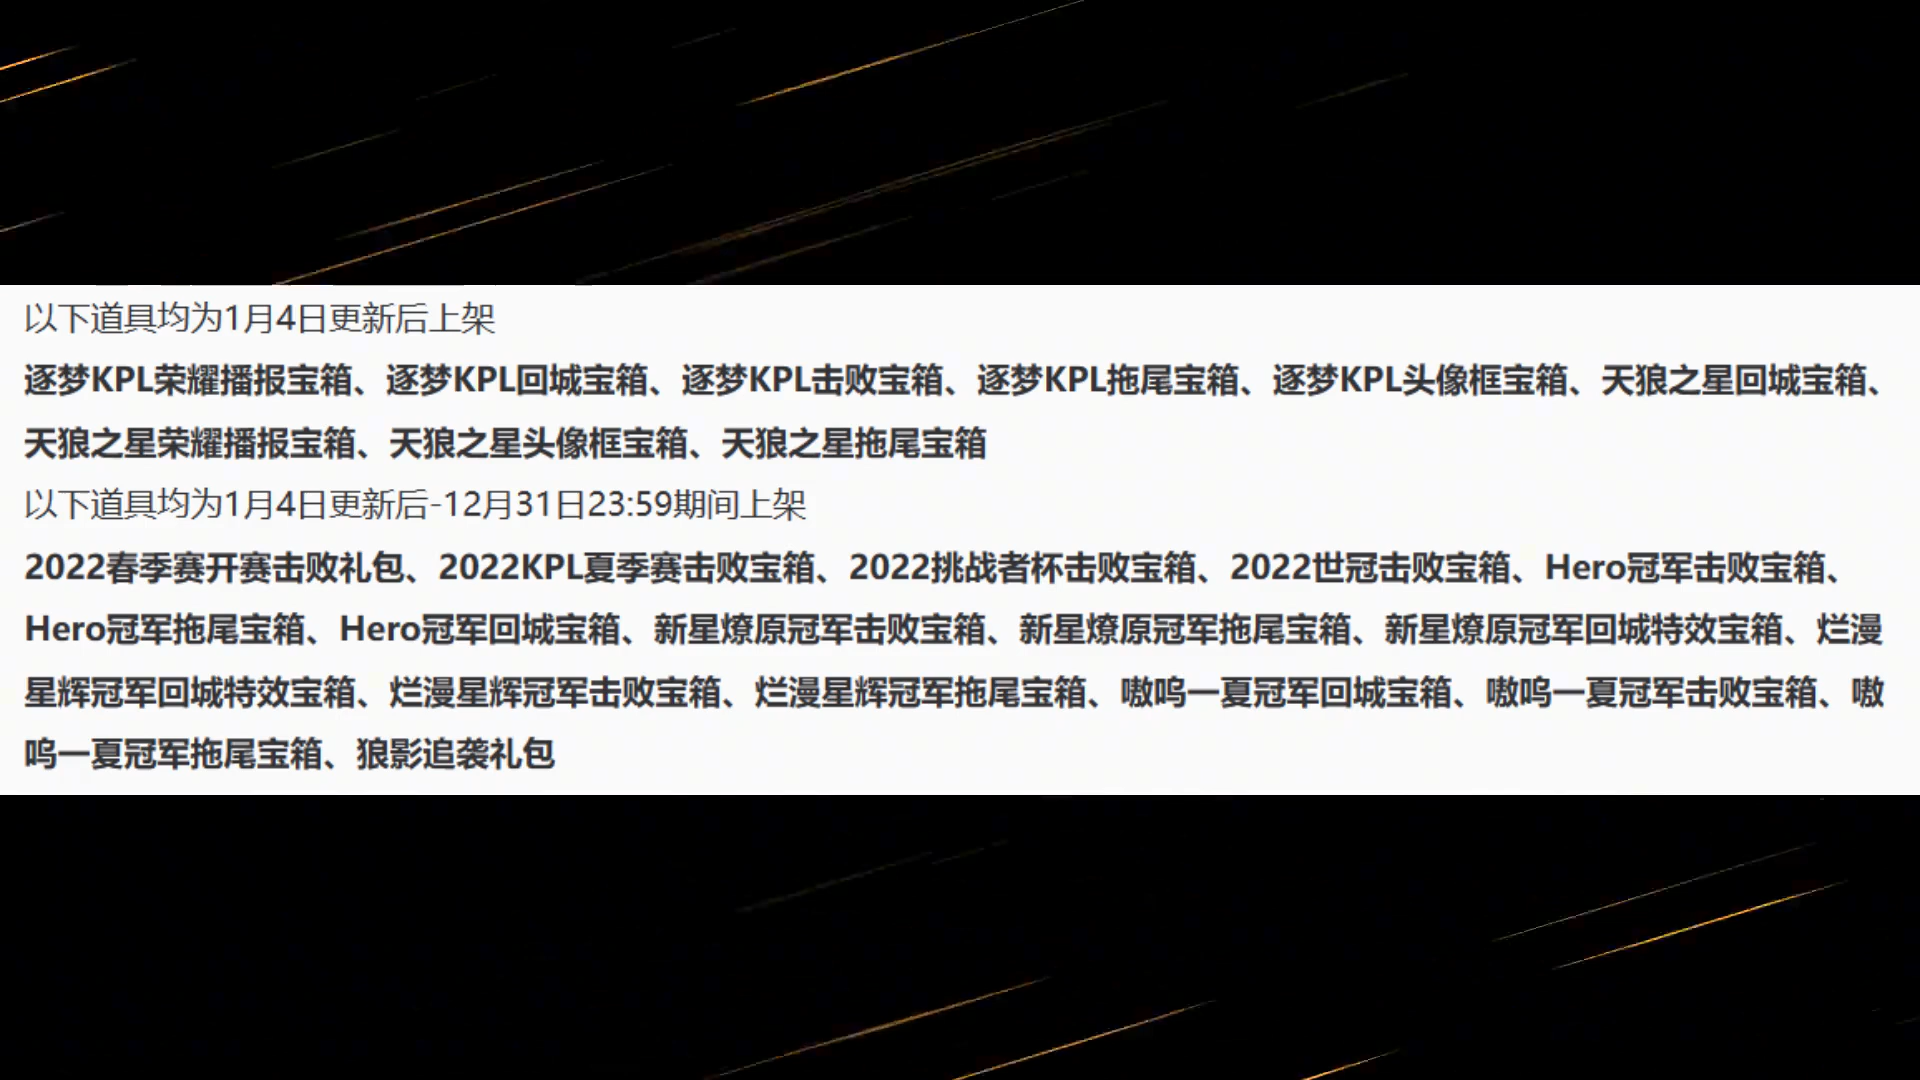 以下道具均为1月4日更新后上架
逐梦KPL荣耀播报宝箱、逐梦KPL回城宝箱、逐梦KPL击败宝箱、逐梦KPL拖尾宝箱、逐梦KPL头像框宝箱、天狼之星回城宝箱、
天狼之星荣耀播报宝箱、天狼之星头像框宝箱、天狼之星拖尾宝箱
以下道具均为1月4日更新后-12月31日23:59期间上架
2022春季赛开赛击败礼包、2022KPL夏季赛击败宝箱、2022挑战者杯击败宝箱、2022世冠击败宝箱、Hero冠军击败宝箱、
Hero冠军拖尾宝箱、Hero冠军回城宝箱、新星燎原冠军击败宝箱、新星燎原冠军拖尾宝箱、新星燎原冠军回城特效宝箱、烂漫
星辉冠军回城特效宝箱、烂漫星辉冠军击败宝箱、烂漫星辉冠军拖尾宝箱、嗷呜一夏冠军回城宝箱、嗷呜一夏冠军击败宝箱、嗷
呜一夏冠军拖尾宝箱、狼影追袭礼包